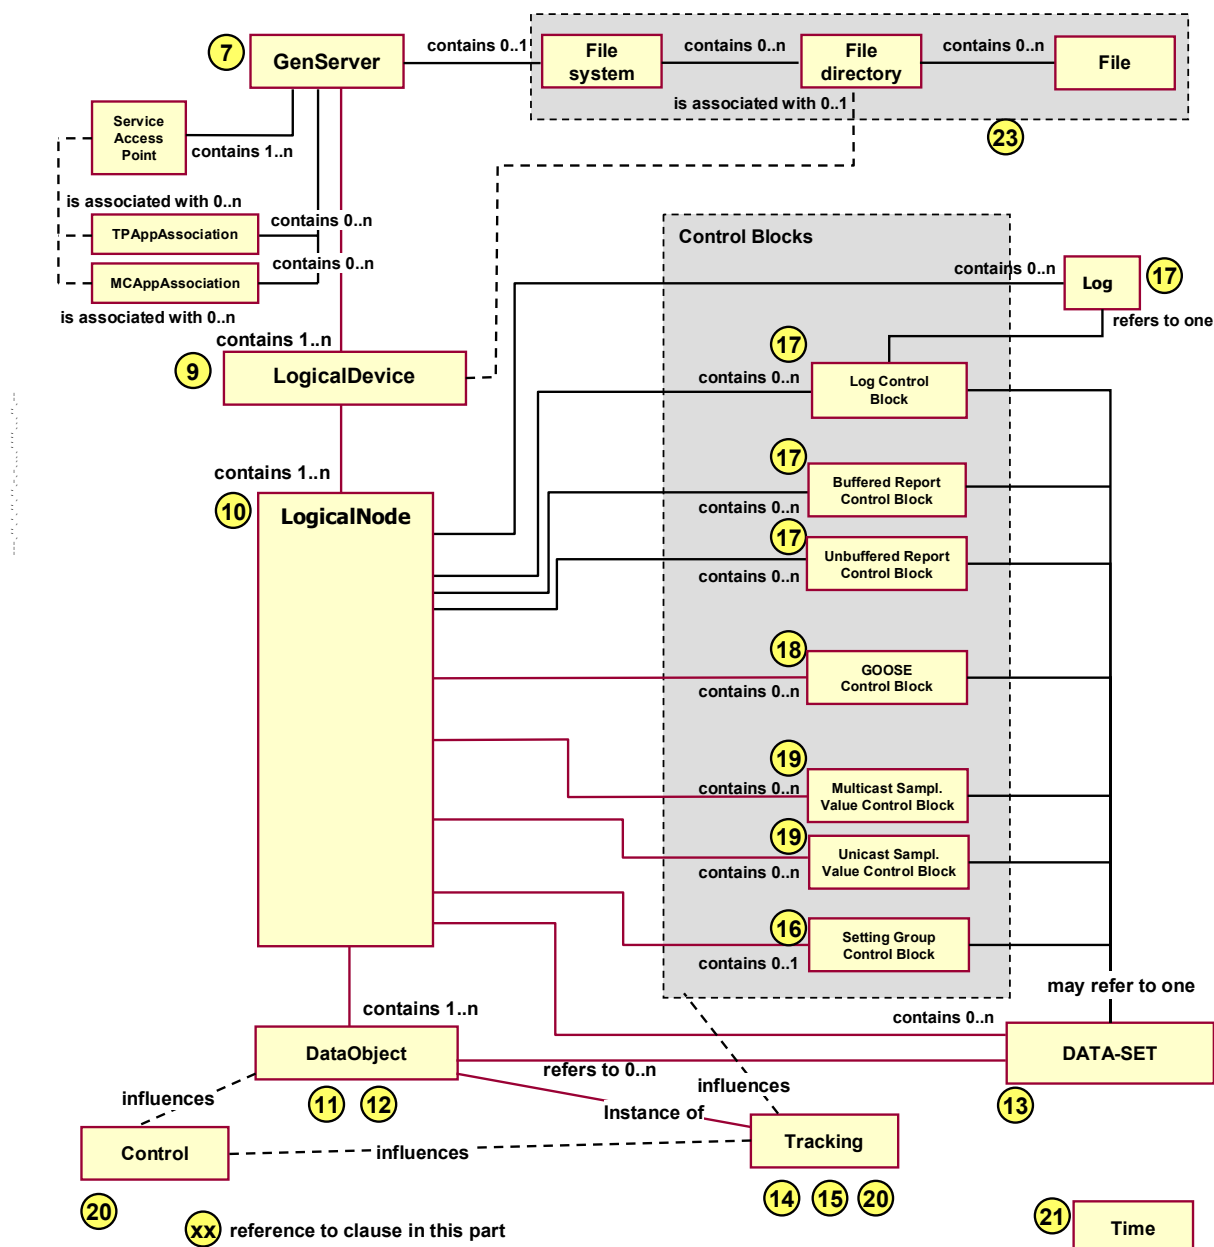 7
GenServer
contains 0..1
File
system
contains 0..n
File
directory
contains 0..n
File
is associated with 0..1
23
Service
Access
Point
contains 1..n
is associated with 0..n
TPAppAssociation
contains 0..n
MCAppAssociation
contains 0..n
is associated with 0..n
contains 1..n
9
LogicalDevice
Control Blocks
contains 0..n
Log
17
refers to one
17
contains 0..n
Log Control
Block
contains 1..n
10
LogicalNode
17
contains 0..n
Buffered Report
Control Block
17
contains 0..n
Unbuffered Report
Control Block
18
contains 0..n
GOOSE
Control Block
19
contains 0..n
Multicast Sampl.
Value Control Block
19
contains 0..n
Unicast Sampl.
Value Control Block
16
contains 0..1
Setting Group
Control Block
may refer to one
contains 1..n
contains 0..n
DataObject
11
12
refers to 0..n
DATA-SET
13
influences
influences
Instance of
Control
influences
Tracking
20
14
15
20
21
Time
xx
reference to clause in this part